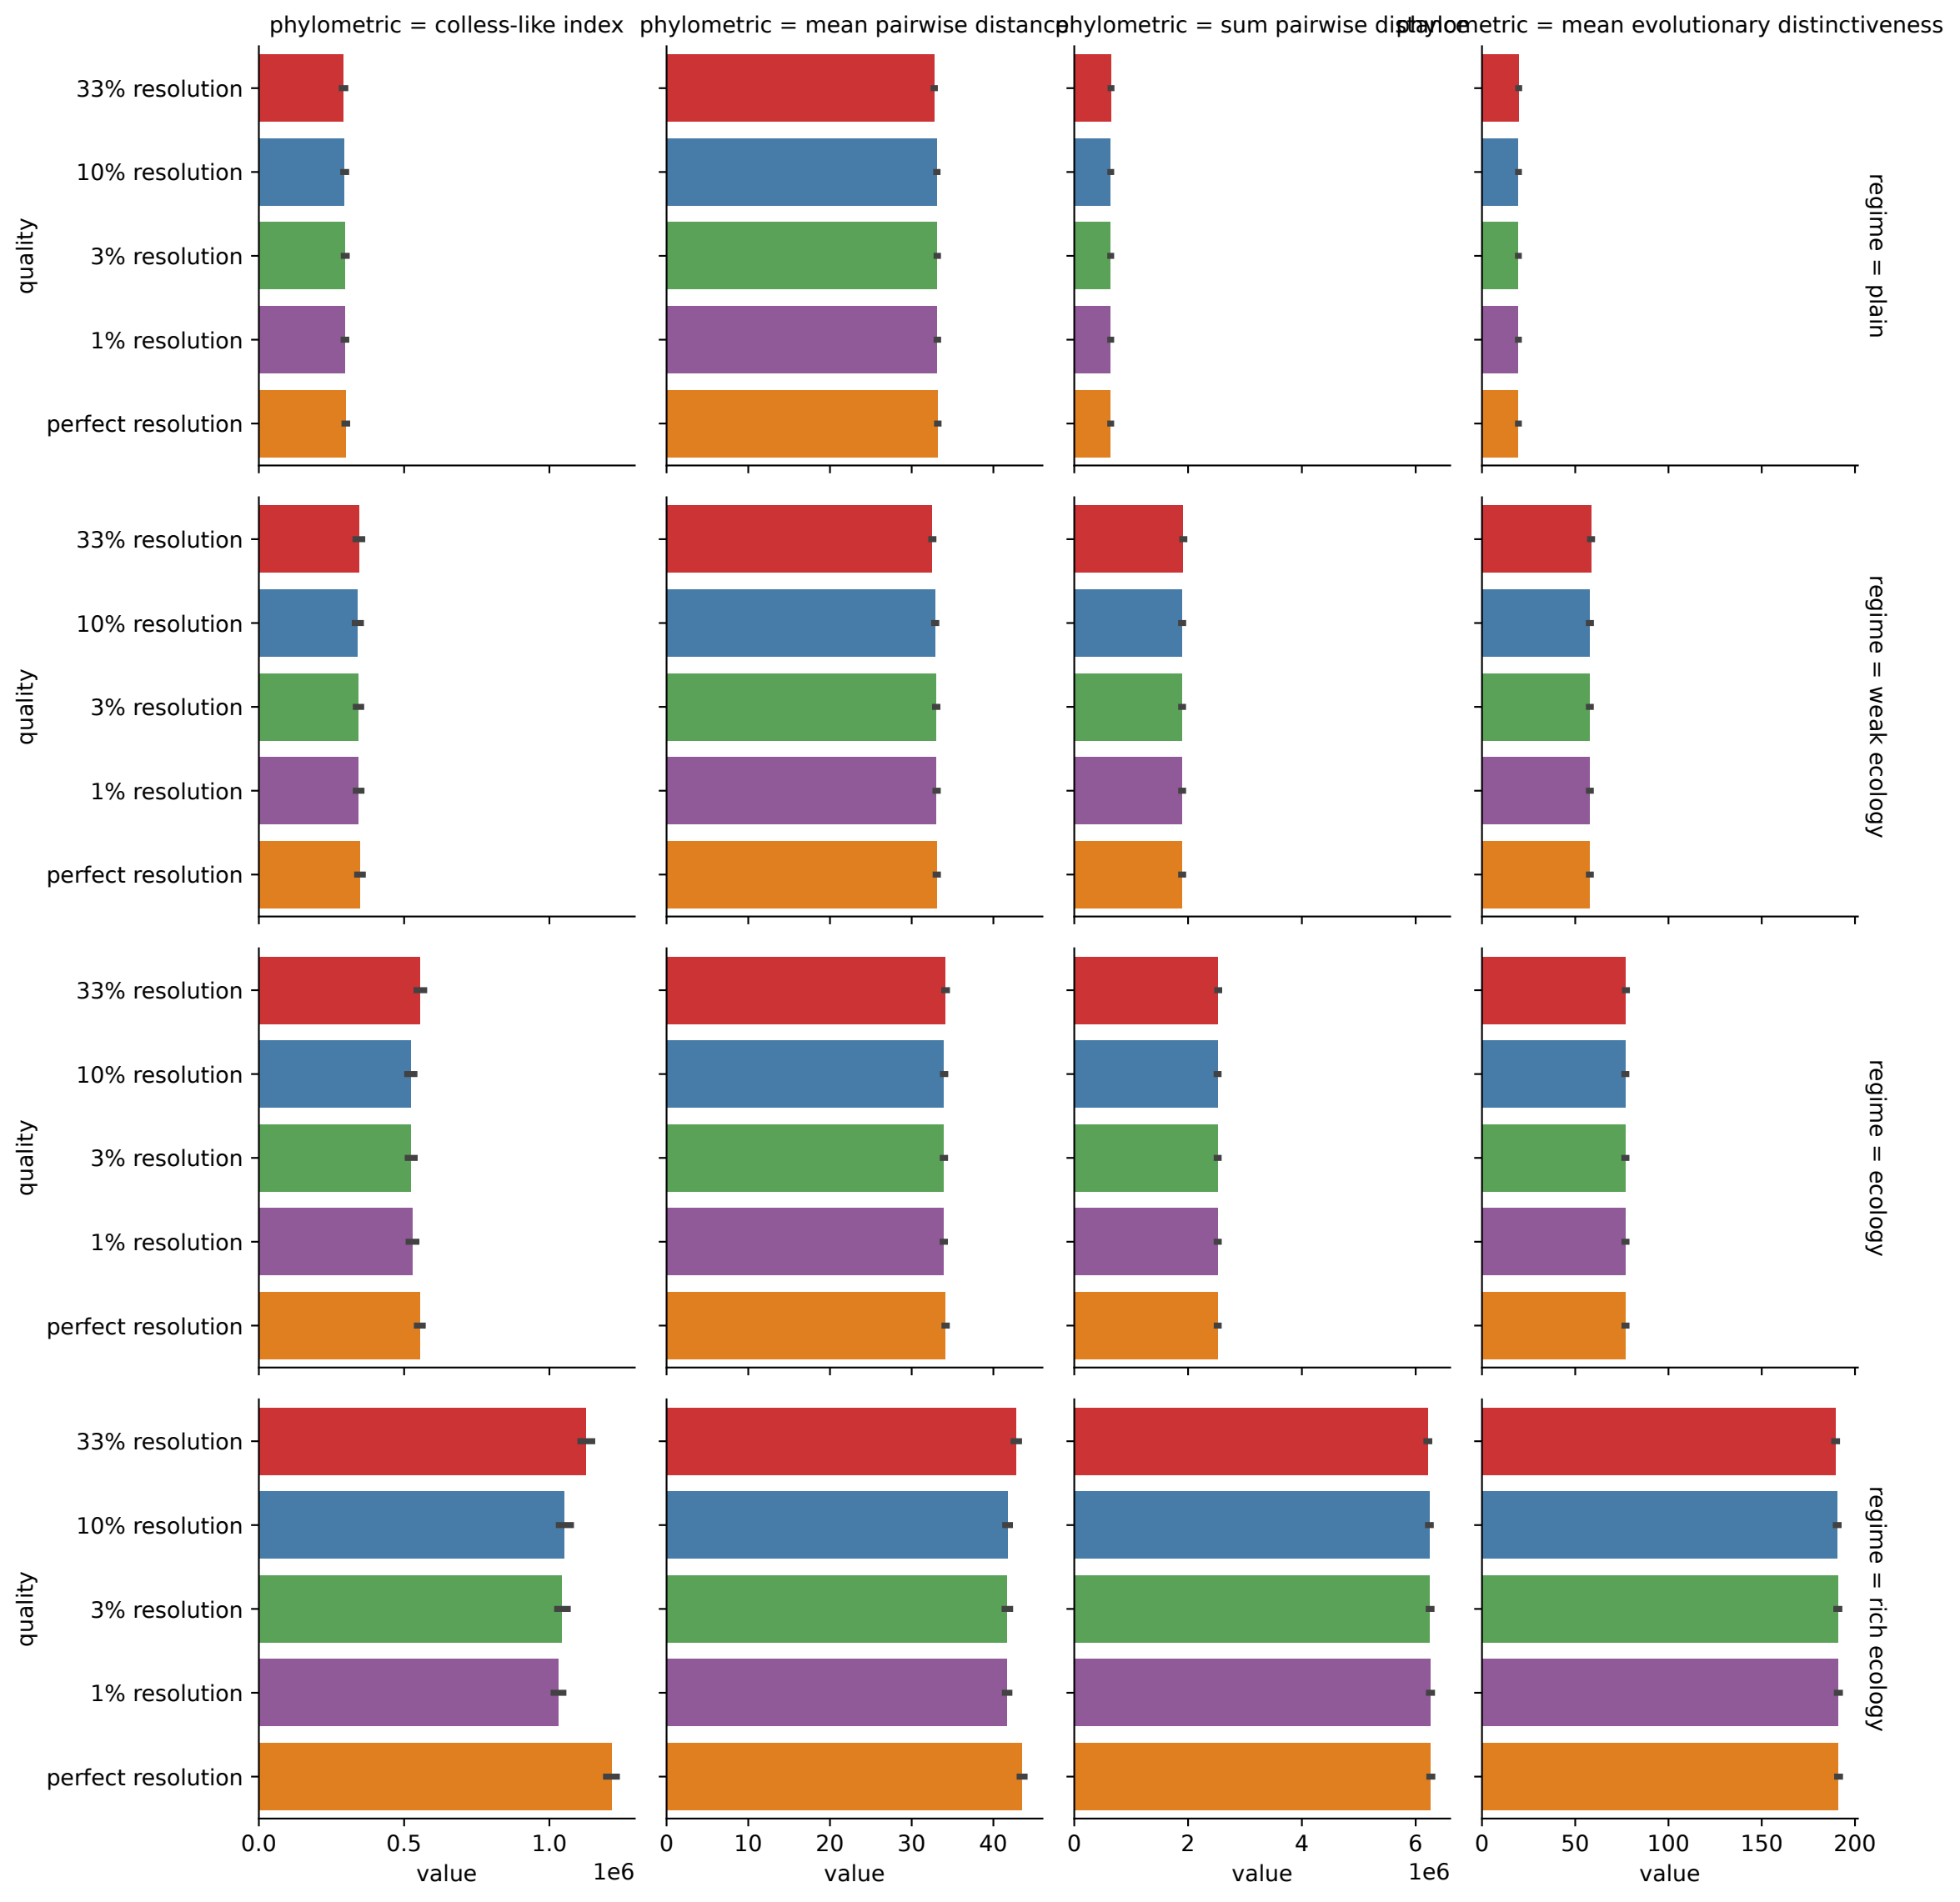 phylometric = colless-like index
phylometric = mean pairwise distance
phylometric = sum pairwise distance
phylometric = mean evolutionary distinctiveness
quality
33% resolution
10% resolution
3% resolution
1% resolution
perfect resolution
regime = plain
quality
33% resolution
10% resolution
3% resolution
1% resolution
perfect resolution
regime = weak ecology
quality
33% resolution
10% resolution
3% resolution
1% resolution
perfect resolution
regime = ecology
quality
33% resolution
10% resolution
3% resolution
1% resolution
perfect resolution
regime = rich ecology
0.0 0.5 1.0
1e6
value
0 10 20 30 40
value
0 2 4 6
1e6
value
0 50 100 150 200
value